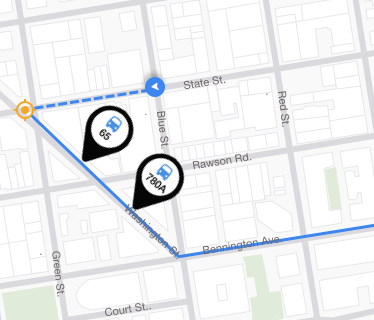 State St.
Blue St.
Red St.
65
Rawson Rd.
780A
Washington St.
Bennington Ave.
Green St.
Court St..